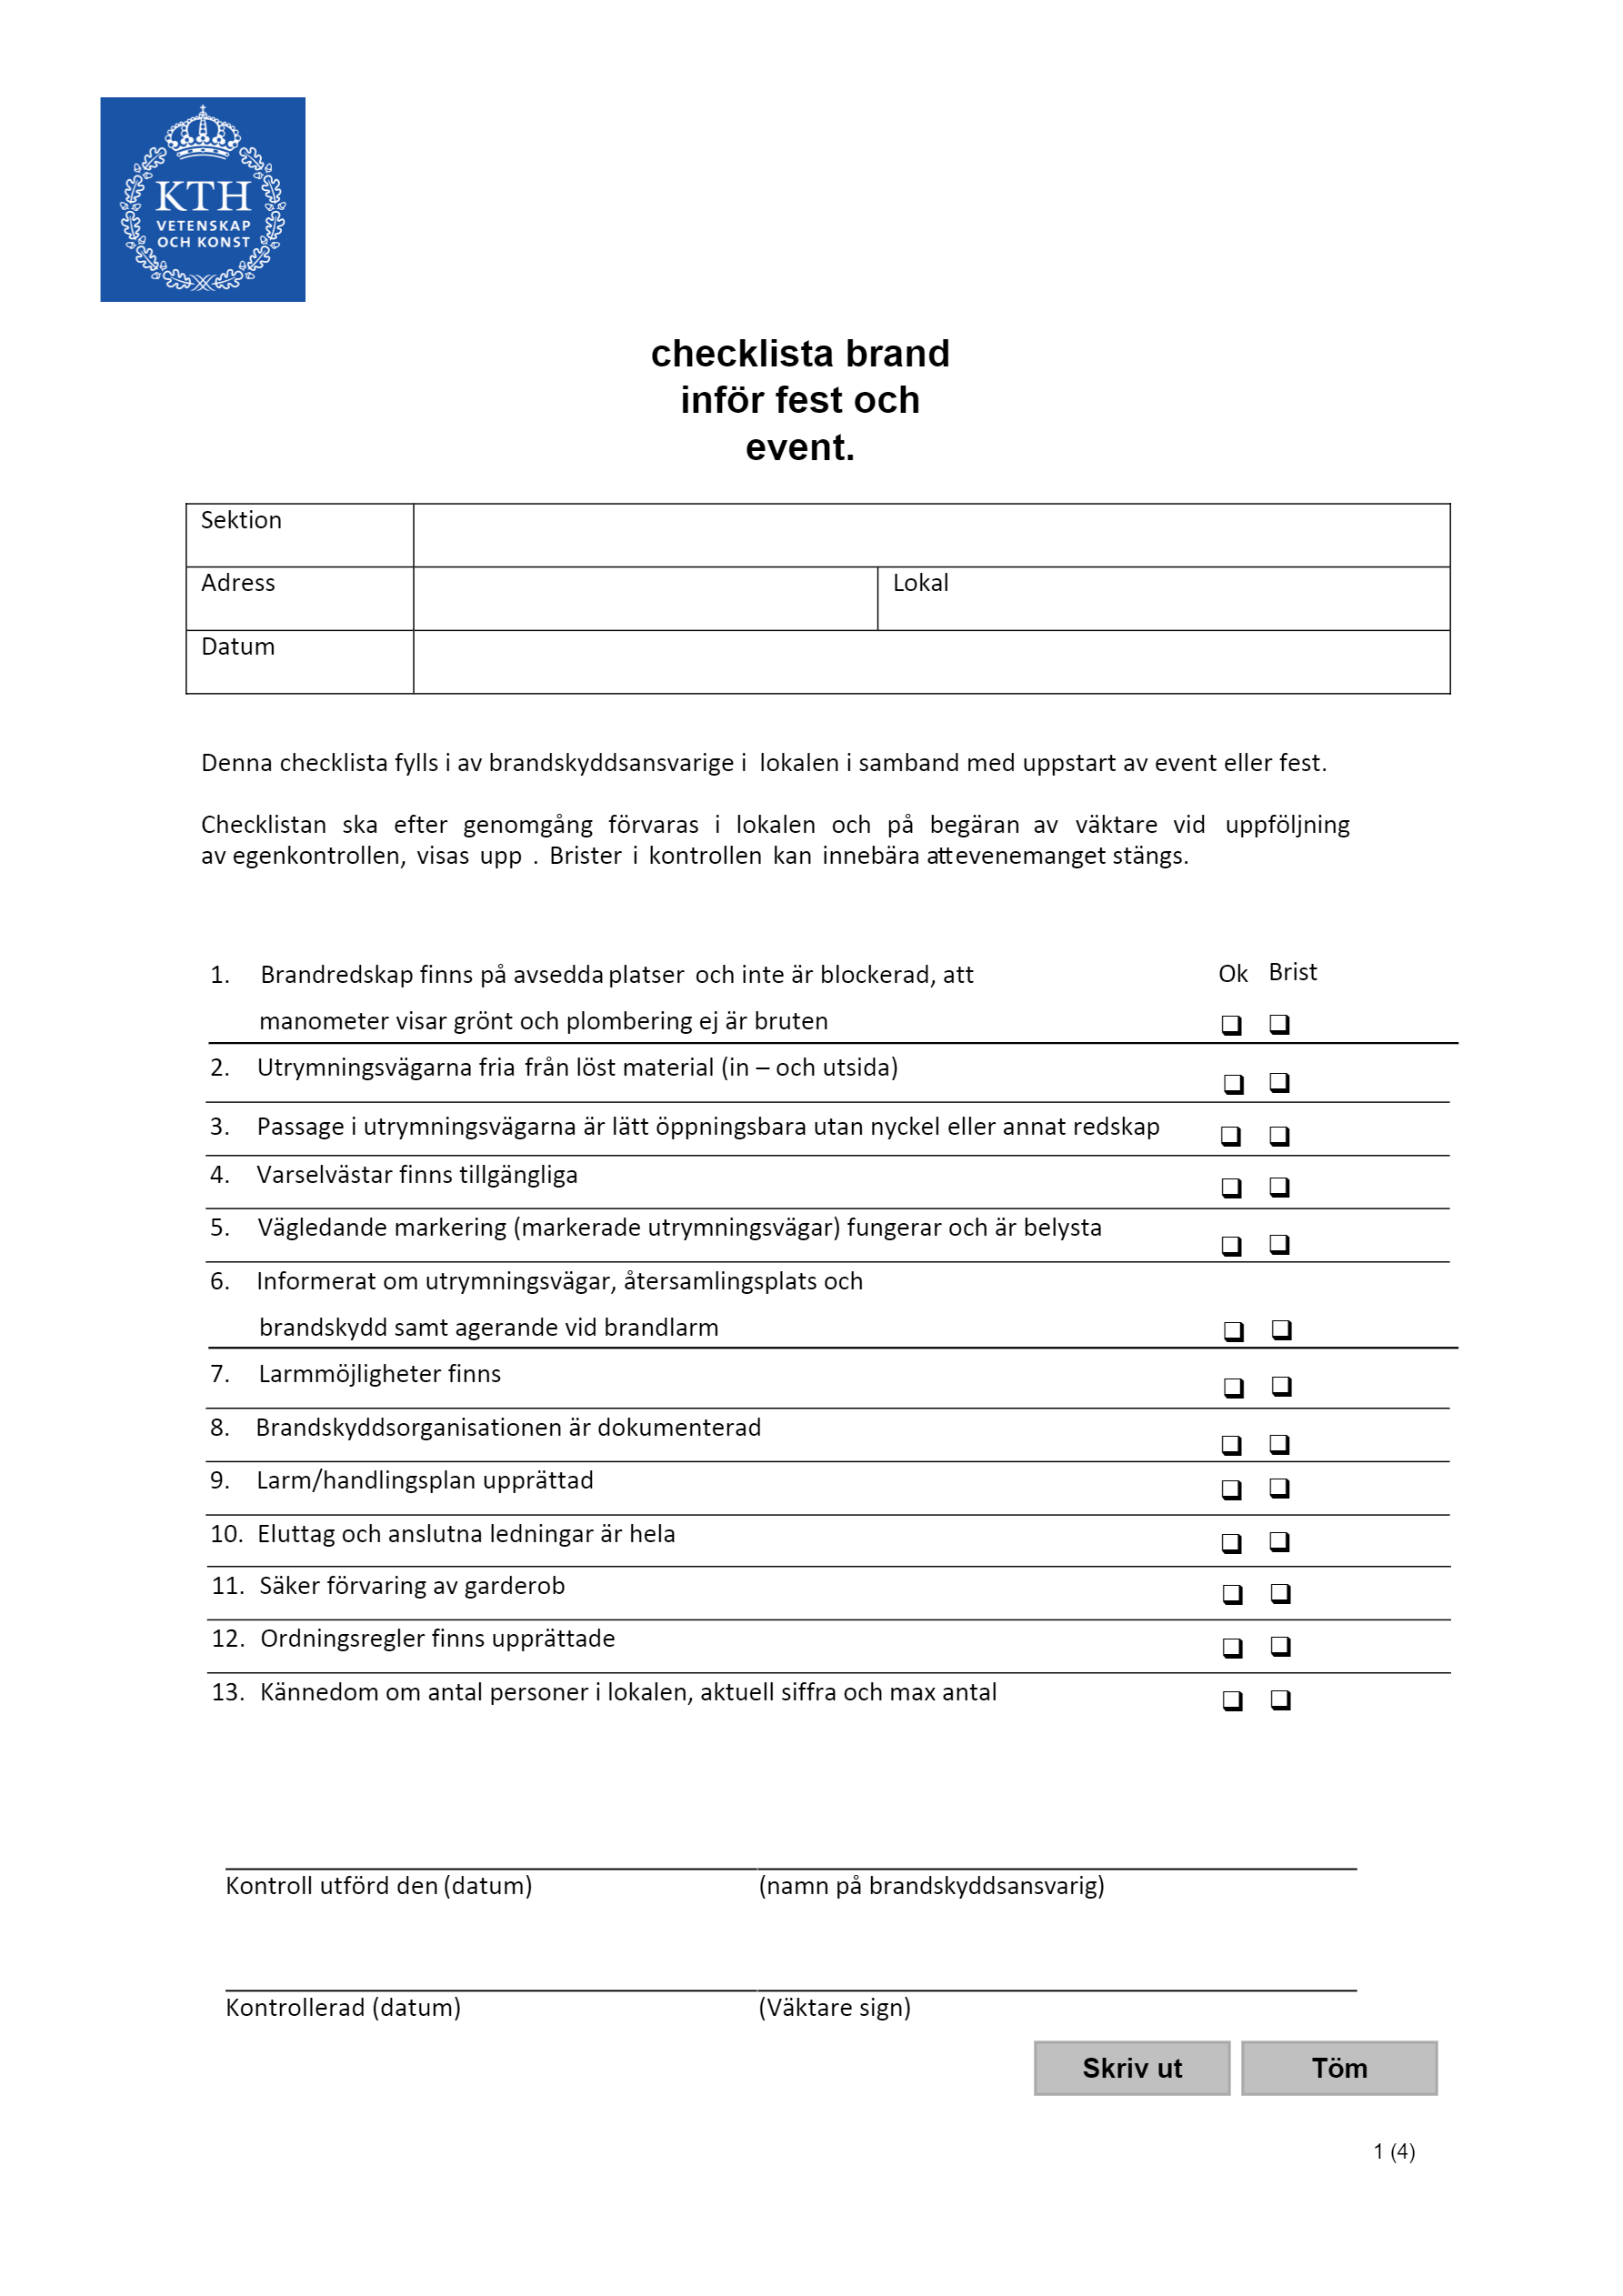 KTH
VETENSKAP
OCH KONST
checklista brand
inför fest och
event.
Sektion
Adress
Lokal
Datum
Denna checklista fylls i av brandskyddsansvarige i lokalen i samband med uppstart av event eller fest.
Checklistan ska efter genomgång förvaras i lokalen och på begäran av väktare vid uppföljning
av egenkontrollen, visas upp . Brister i kontrollen kan innebära att evenemanget stängs.
1. Brandredskap finns på avsedda platser och inte är blockerad, att
Ok Brist
manometer visar grönt och plombering ej är bruten ❏ ❏
2. Utrymningsvägarna fria från löst material (in – och utsida) ❏ ❏
3. Passage i utrymningsvägarna är lätt öppningsbara utan nyckel eller annat redskap ❏ ❏
4. Varselvästar finns tillgängliga ❏ ❏
5. Vägledande markering (markerade utrymningsvägar) fungerar och är belysta ❏ ❏
6. Informerat om utrymningsvägar, återsamlingsplats och
brandskydd samt agerande vid brandlarm ❏ ❏
7. Larmmöjligheter finns ❏ ❏
8. Brandskyddsorganisationen är dokumenterad ❏ ❏
9. Larm/handlingsplan upprättad ❏ ❏
10. Eluttag och anslutna ledningar är hela ❏ ❏
11. Säker förvaring av garderob ❏ ❏
12. Ordningsregler finns upprättade ❏ ❏
13. Kännedom om antal personer i lokalen, aktuell siffra och max antal ❏ ❏
Kontroll utförd den (datum)
(namn på brandskyddsansvarig)
Kontrollerad (datum)
(Väktare sign)
Skriv ut
Töm
1 (4)